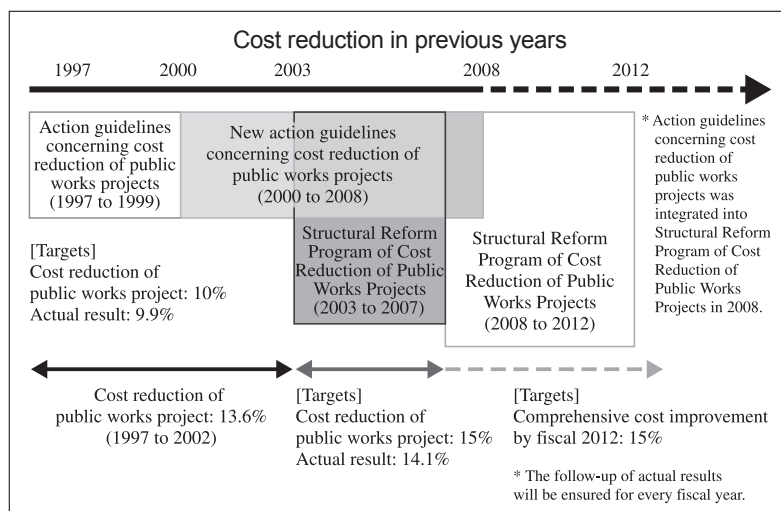 Cost reduction in previous years
1997 2000 2003 2008 2012
Action guidelines
concerning cost
reduction of public
works projects
(1997 to 1999)
New action guidelines
concerning cost reduction of
public works projects
(2000 to 2008)
Structural Reform
Program of Cost
Reduction of Public
Works Projects
(2003 to 2007)
Structural Reform
Program of Cost
Reduction of Public
Works Projects
(2008 to 2012)
* Action guidelines
concerning cost
reduction of
public works
projects was
integrated into
Structural Reform
Program of Cost
Reduction of
Public Works
Projects in 2008.
[Targets]
Cost reduction of
public works project: 10%
Actual result: 9.9%
Cost reduction of
public works project: 13.6%
(1997 to 2002)
[Targets]
Cost reduction of
public works project: 15%
Actual result: 14.1%
[Targets]
Comprehensive cost improvement
by fiscal 2012: 15%
* The follow-up of actual results
will be ensured for every fiscal year.